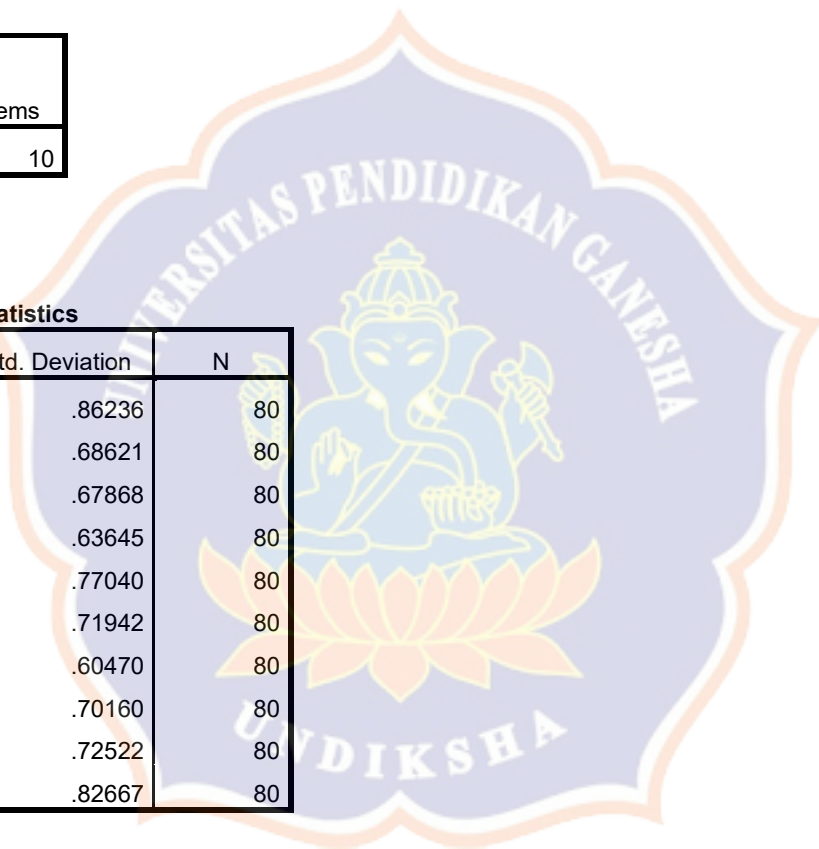 ems
10
atistics
td. Deviation N
.86236 80
.68621 80
.67868 80
.63645 80
.77040 80
.71942 80
.60470 80
.70160 80
.72522 80
.82667 80
UNIVERSITAS PENDIDIKAN GANESHA
UNDIKSHA